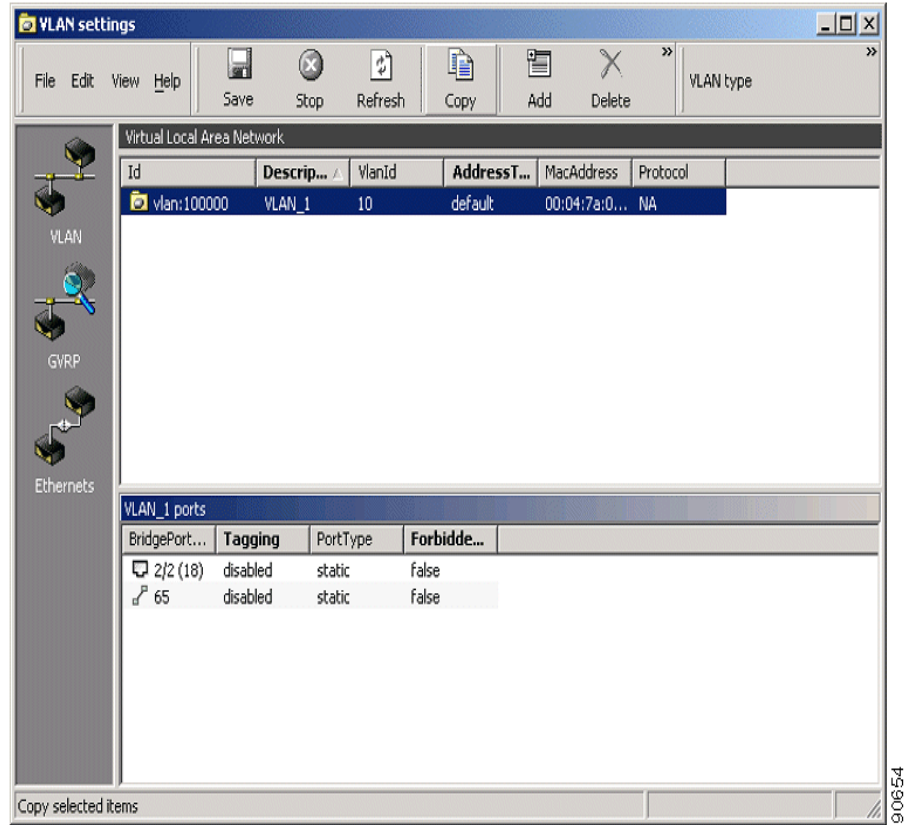 VLAN settings
File Edit View Help
Save Stop Refresh Copy Add Delete » VLAN type »
Virtual Local Area Network
Id Descrip... VlanId AddressT... MacAddress Protocol
vlan:100000 VLAN_1 10 default 00:04:7a:0... NA
VLAN
GVRP
Ethernets
VLAN_1 ports
BridgePort... Tagging PortType Forbidde...
2/2 (18) disabled static false
65 disabled static false
Copy selected items
90654